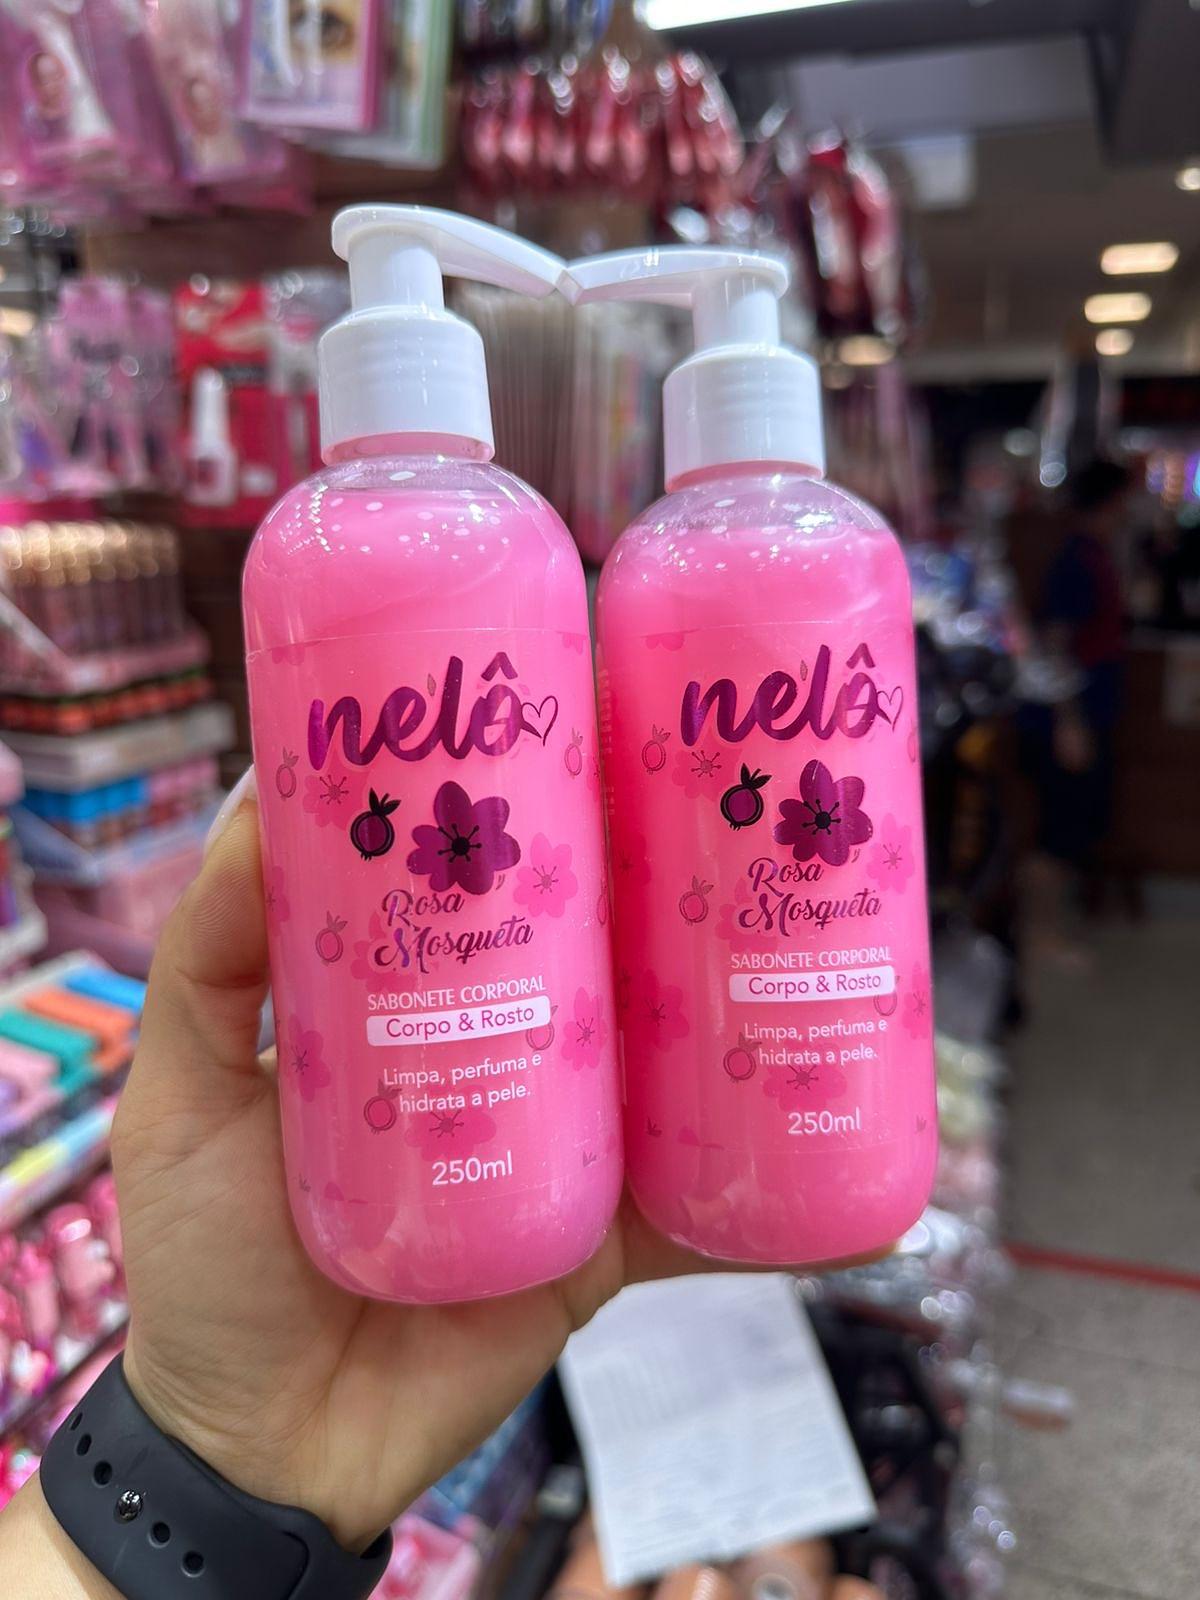 nelô
Rosa
Mosqueta
SABONETE CORPORAL
Corpo & Rosto
Limpa, perfuma e
hidrata a pele.
250ml
nelô
Rosa
Mosqueta
SABONETE CORPORAL
Corpo & Rosto
Limpa, perfuma e
hidrata a pele.
250ml